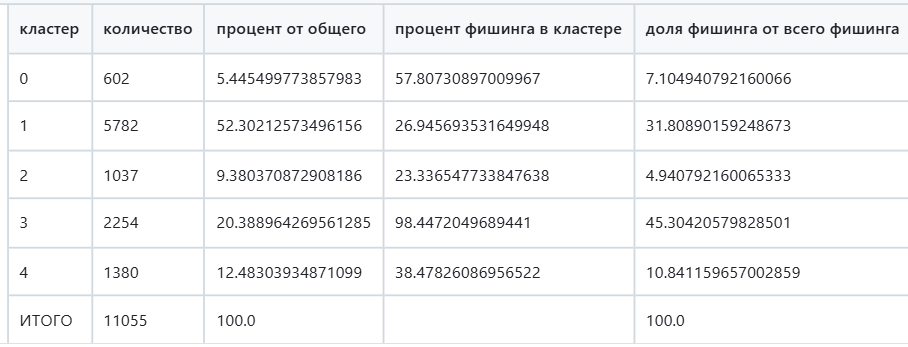 кластер количество процент от общего процент фишинга в кластере доля фишинга от всего фишинга
0 602 5.445499773857983 57.80730897009967 7.104940792160066
1 5782 52.30212573496156 26.945693531649948 31.80890159248673
2 1037 9.380370872908186 23.336547733847638 4.940792160065333
3 2254 20.388964269561285 98.4472049689441 45.30420579828501
4 1380 12.48303934871099 38.47826086956522 10.841159657002859
ИТОГО 11055 100.0 100.0